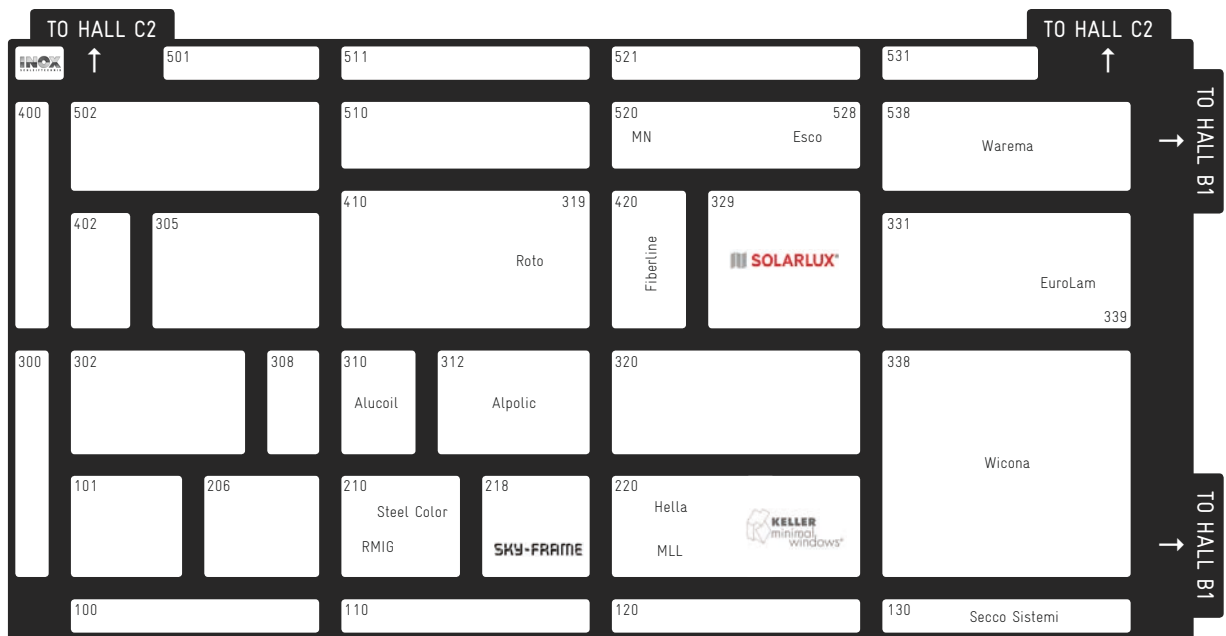 TO HALL C2
TO HALL C2
INOX
501
511
521
531
TO HALL B1
400
502
510
520
528
538
MN
Esco
Warema
410
319
420
329
402
305
331
Roto
Fiberline
SOLARLUX®
EuroLam
339
300
302
308
310
312
320
338
Alucoil
Alpolic
Wicona
101
206
210
218
220
Steel Color
Hella
RMIG
SKY-FRAME
MLL
KELLER
minimal
windows®
TO HALL B1
100
110
120
130
Secco Sistemi